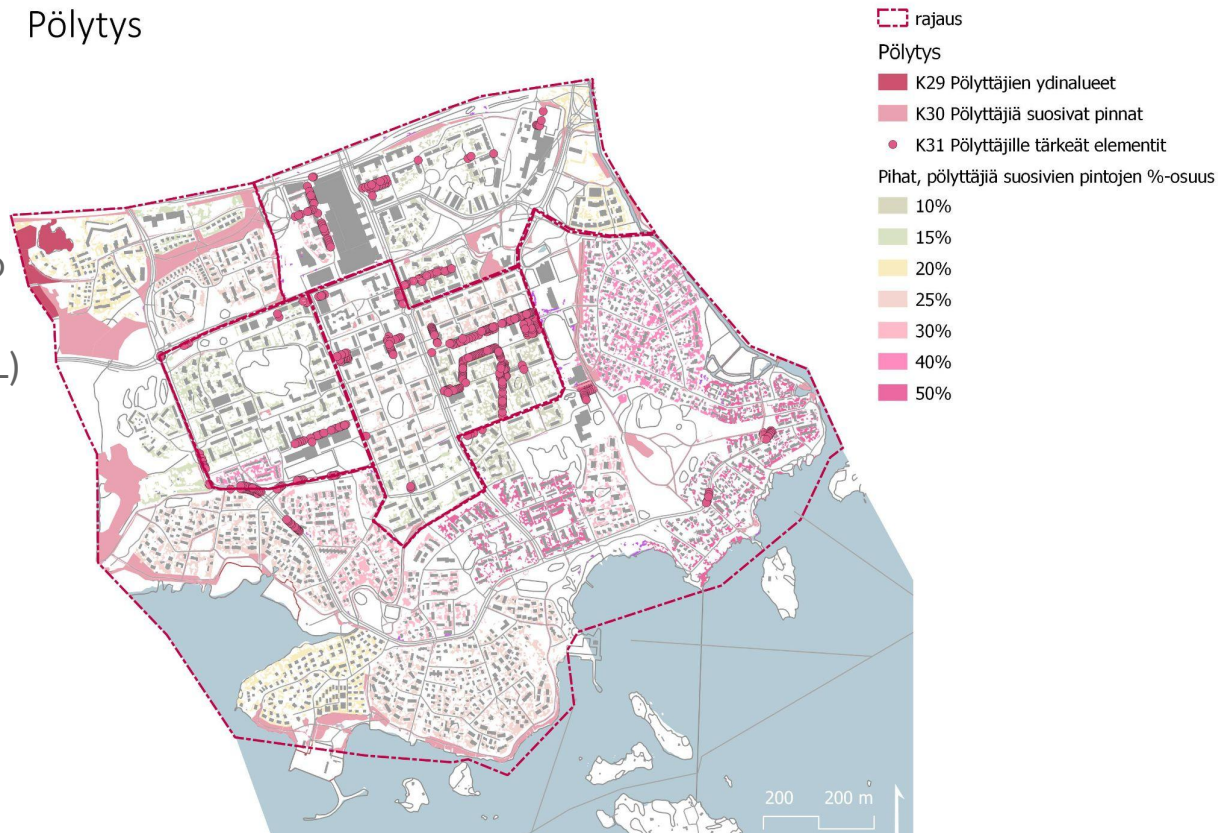 Pölytys
L)
rajaus
Pölytys
K29 Pölyttäjien ydinalueet
K30 Pölyttäjiä suosivat pinnat
K31 Pölyttäjille tärkeät elementit
Pihat, pölyttäjiä suosivien pintojen %-osuus
10%
15%
20%
25%
30%
40%
50%
200 200 m